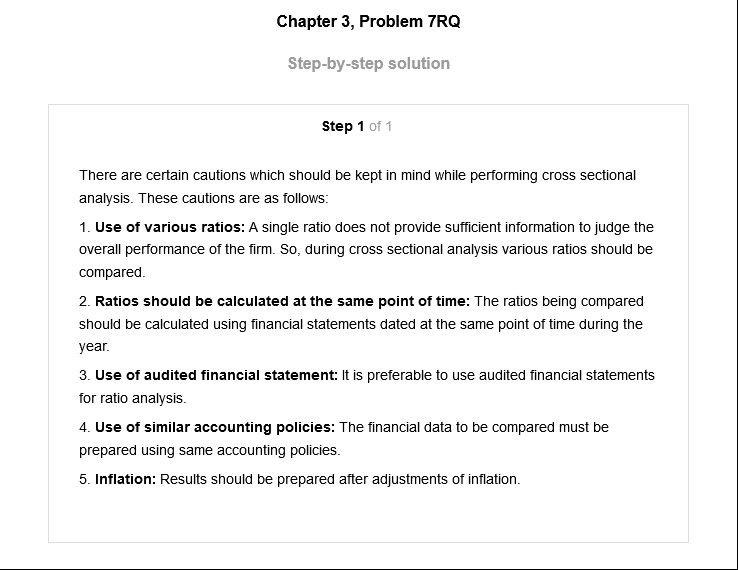 Chapter 3, Problem 7RQ
Step-by-step solution
Step 1 of 1
There are certain cautions which should be kept in mind while performing cross sectional
analysis. These cautions are as follows:
1. Use of various ratios: A single ratio does not provide sufficient information to judge the
overall performance of the firm. So, during cross sectional analysis various ratios should be
compared.
2. Ratios should be calculated at the same point of time: The ratios being compared
should be calculated using financial statements dated at the same point of time during the
year.
3. Use of audited financial statement: It is preferable to use audited financial statements
for ratio analysis.
4. Use of similar accounting policies: The financial data to be compared must be
prepared using same accounting policies.
5. Inflation: Results should be prepared after adjustments of inflation.